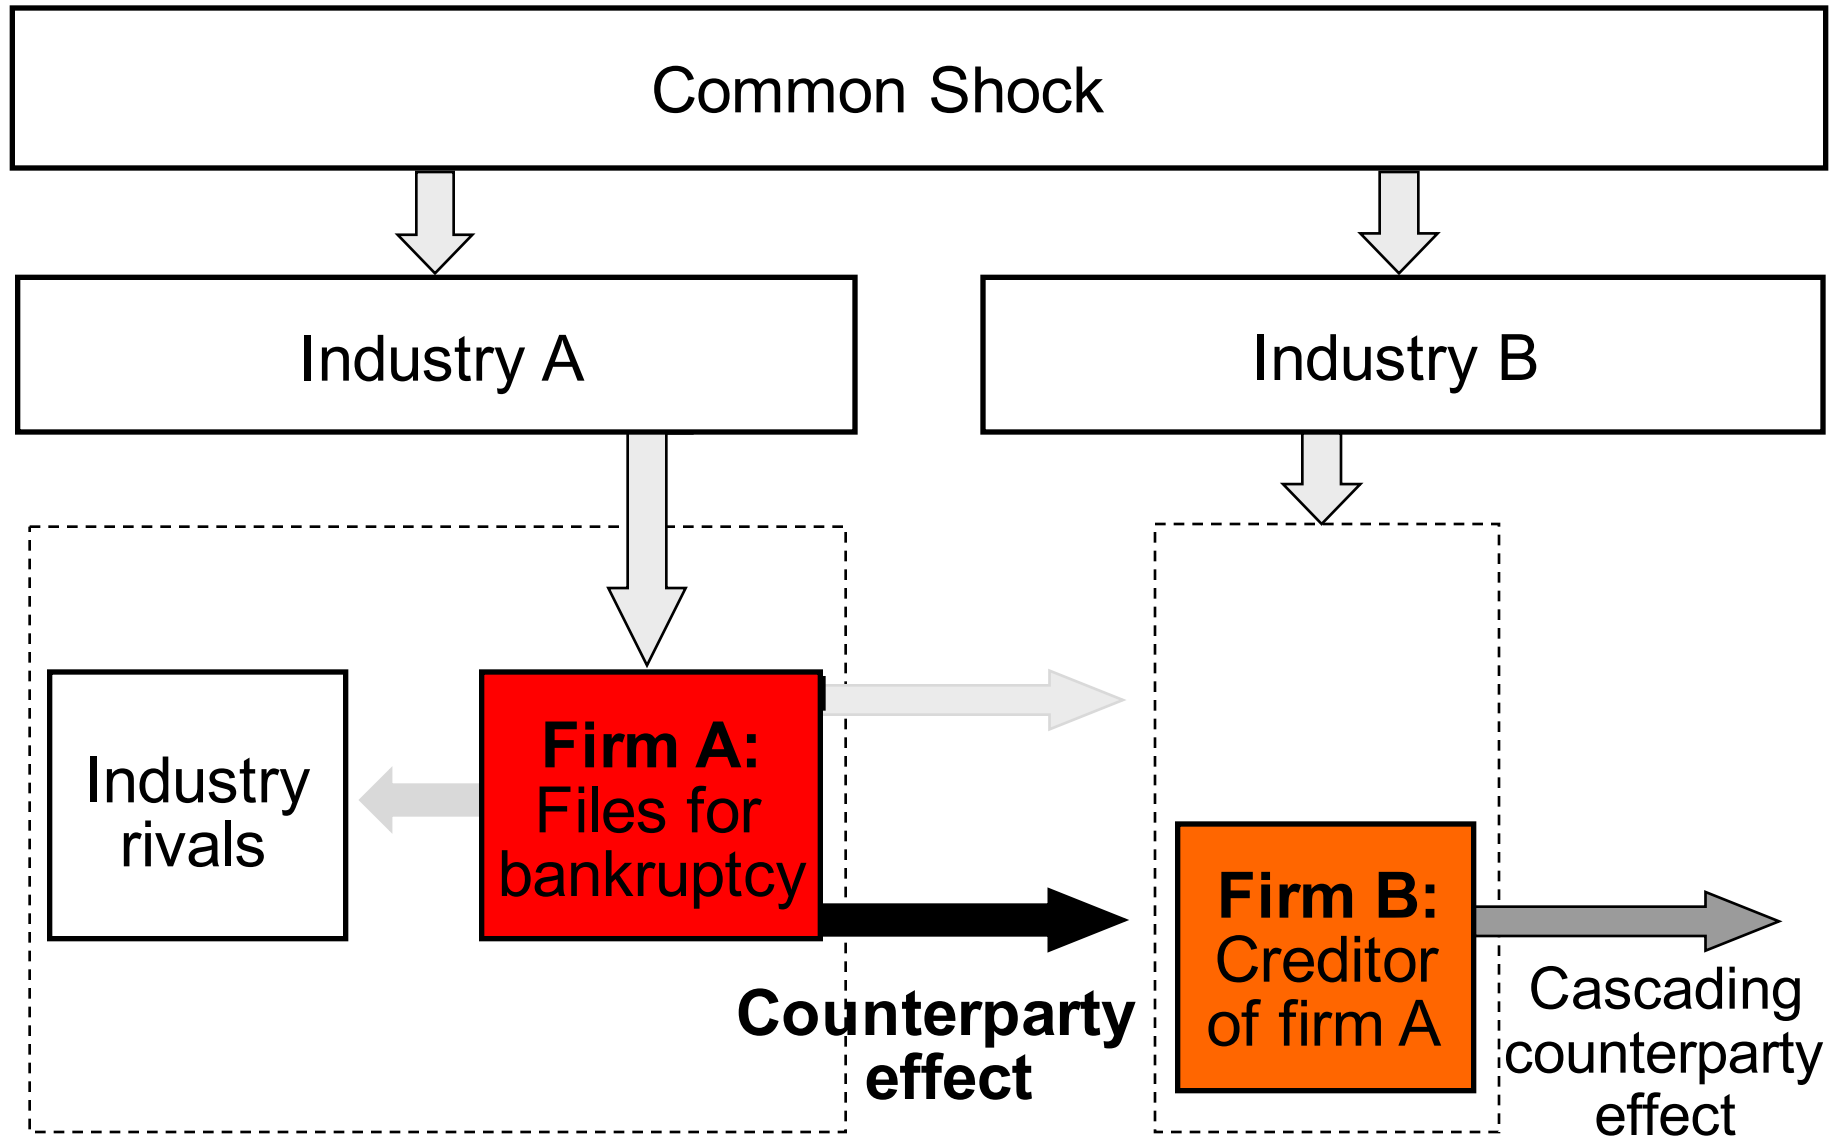 Common Shock
Industry A
Industry B
Industry
rivals
Firm A:
Files for
bankruptcy
Counterparty
effect
Firm B:
Creditor
of firm A
Cascading
counterparty
effect